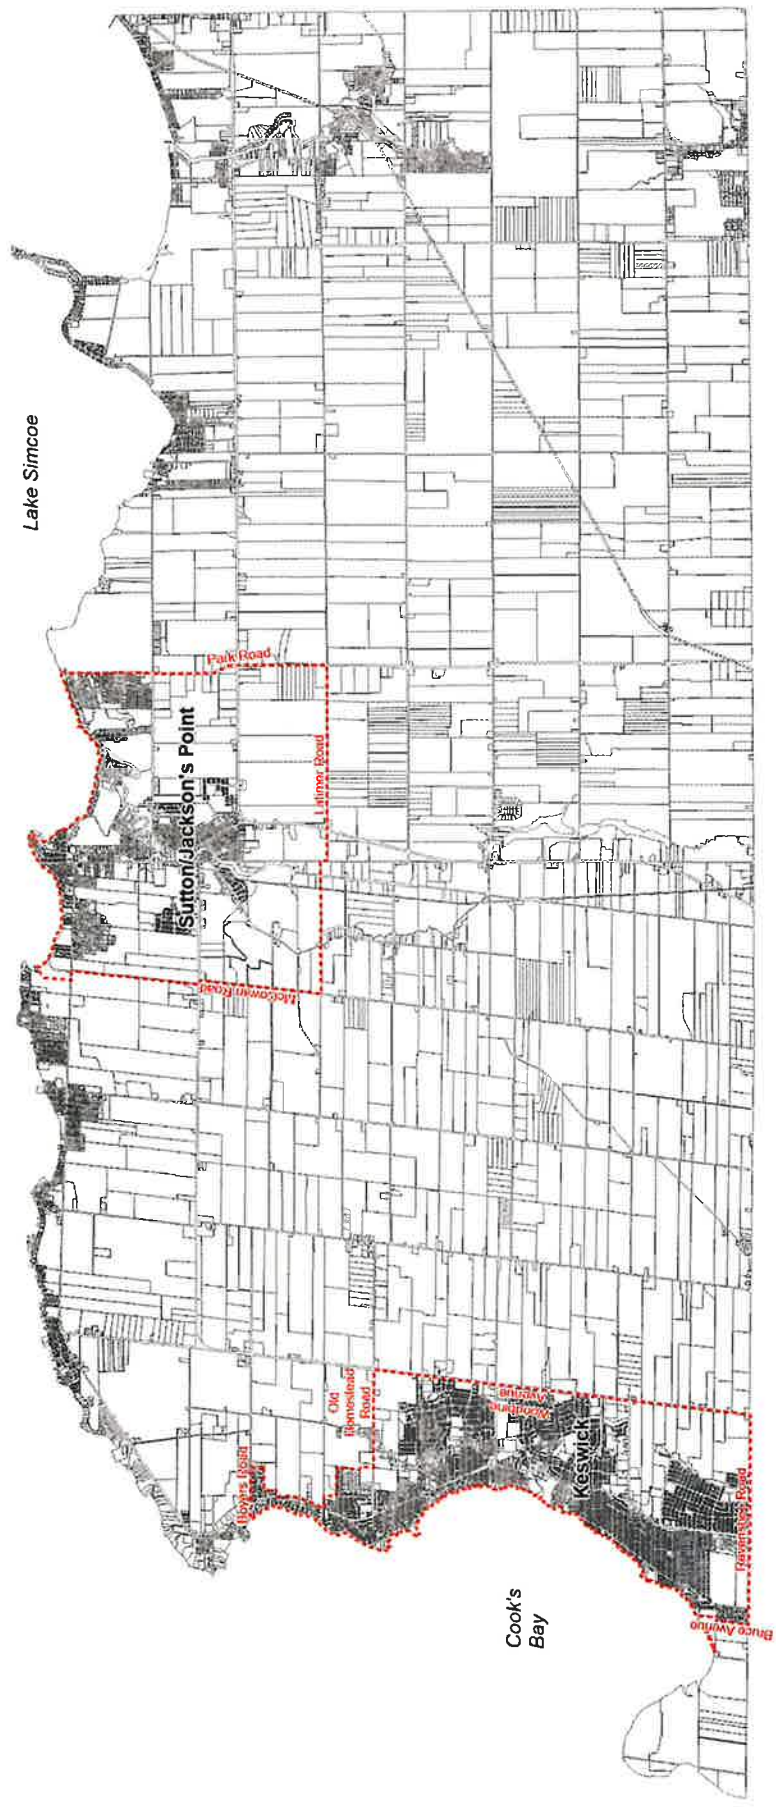 Lake Simcoe
Park Road
Sutton/Jackson's Point
Latimer Road
McCowan Road
Old
Homestead
Road
Woodbine
Avenue
Boyers Road
Keswick
Ravenshoe Road
Cook's
Bay
Bruce Avenue